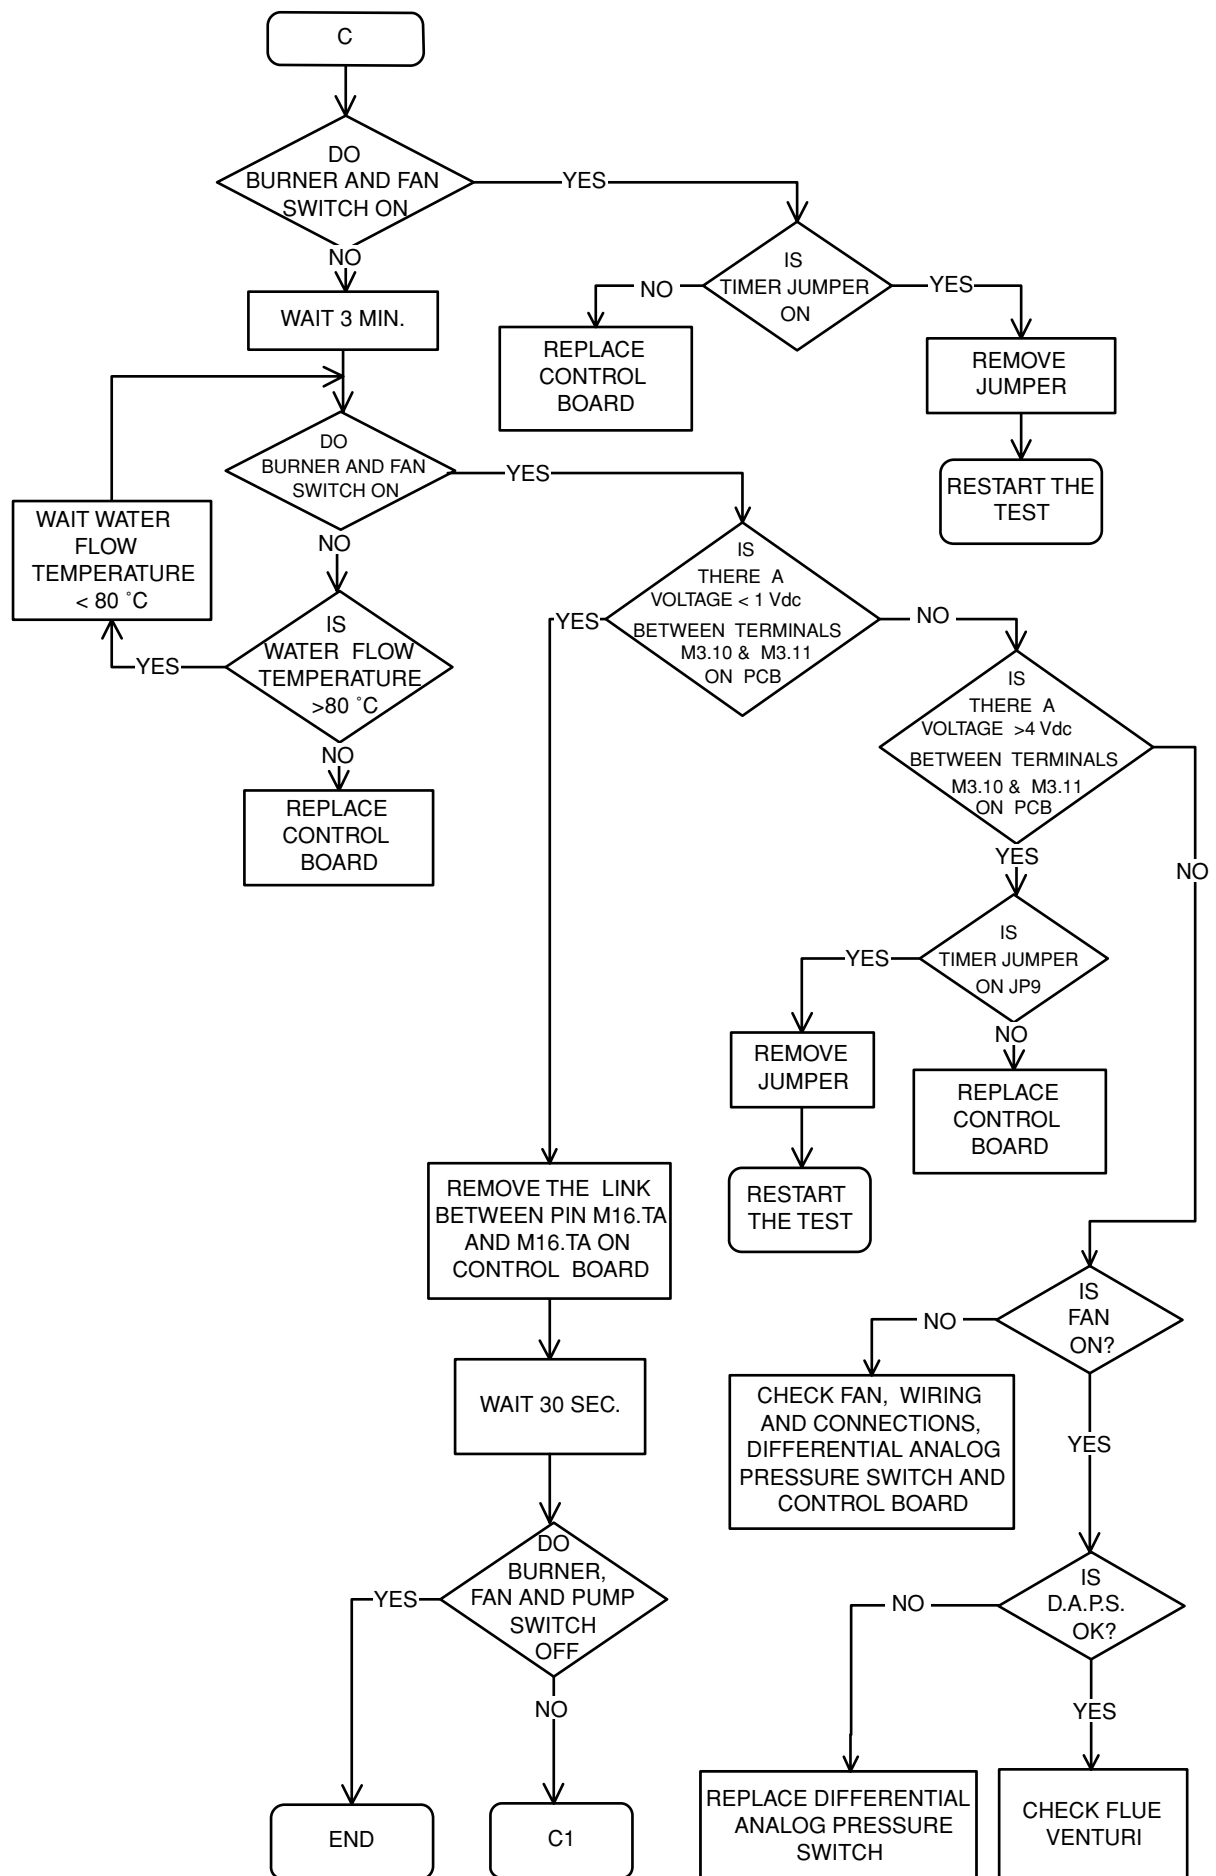 C
DO
BURNER AND FAN
SWITCH ON
YES
NO
IS
TIMER JUMPER
ON
NO
YES
WAIT 3 MIN.
REPLACE
CONTROL
BOARD
REMOVE
JUMPER
RESTART THE
TEST
DO
BURNER AND FAN
SWITCH ON
YES
NO
WAIT WATER
FLOW
TEMPERATURE
< 80 °C
IS
WATER FLOW
TEMPERATURE
>80 °C
YES
NO
REPLACE
CONTROL
BOARD
IS
THERE A
VOLTAGE < 1 Vdc
BETWEEN TERMINALS
M3.10 & M3.11
ON PCB
YES
NO
IS
THERE A
VOLTAGE >4 Vdc
BETWEEN TERMINALS
M3.10 & M3.11
ON PCB
YES
NO
IS
TIMER JUMPER
ON JP9
YES
NO
REMOVE
JUMPER
REPLACE
CONTROL
BOARD
RESTART
THE TEST
REMOVE THE LINK
BETWEEN PIN M16.TA
AND M16.TA ON
CONTROL BOARD
WAIT 30 SEC.
IS
FAN
ON?
NO
YES
CHECK FAN, WIRING
AND CONNECTIONS,
DIFFERENTIAL ANALOG
PRESSURE SWITCH AND
CONTROL BOARD
DO
BURNER,
FAN AND PUMP
SWITCH
OFF
YES
NO
IS
D.A.P.S.
OK?
NO
YES
END
C1
REPLACE DIFFERENTIAL
ANALOG PRESSURE
SWITCH
CHECK FLUE
VENTURI